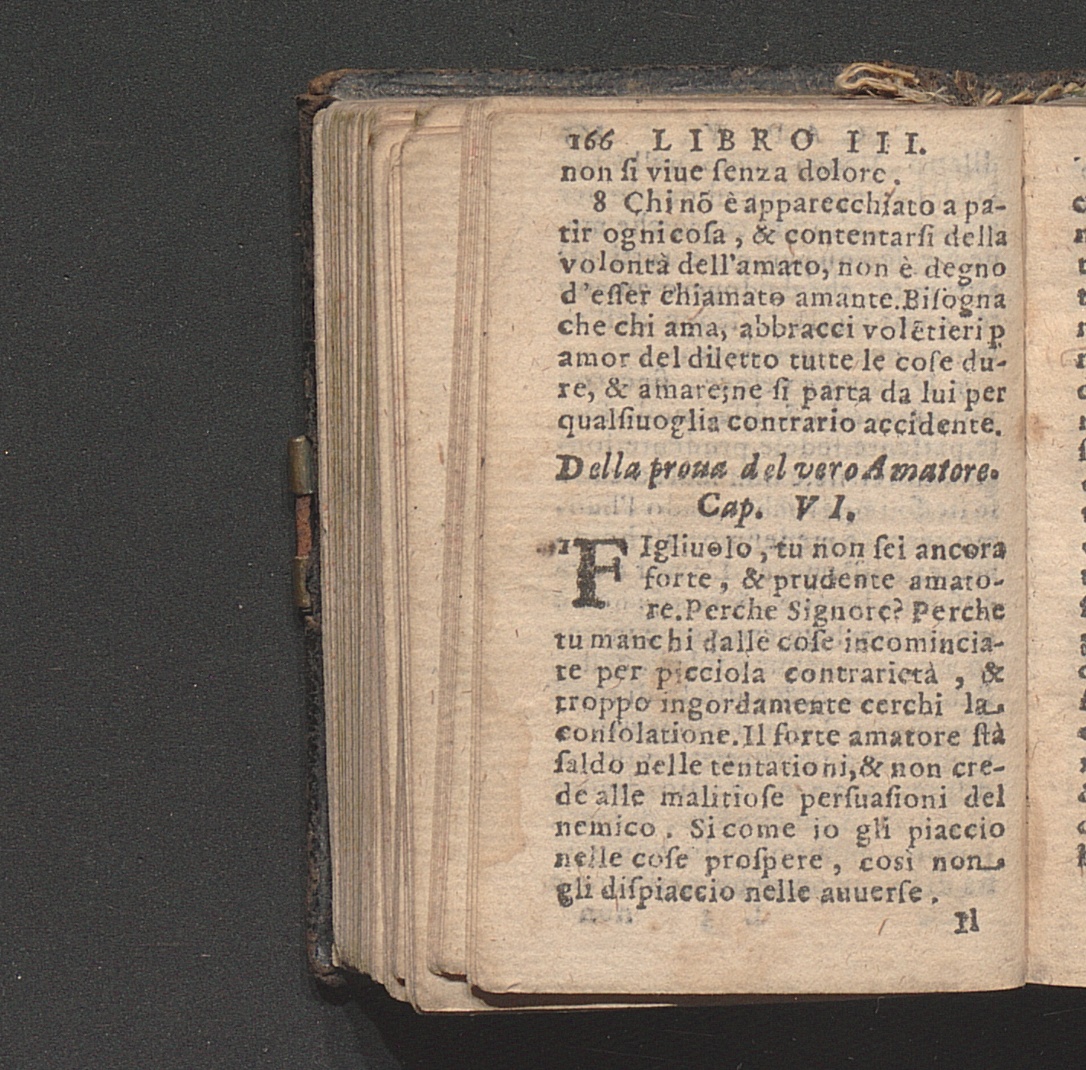 166 LIBRO III.
non ſi viue ſenza dolore.
8 Chi nō è apparecchiato a pa-
tir ogni coſa, & contentarſi della
volontà dell'amato, non è degno
d'eſſer chiamato amante. Biſogna
che chi ama, abbracci volētieri p
amor del diletto tutte le coſe du-
re, & amare; ne ſi parta da lui per
qualſiuoglia contrario accidente.
Della proua del vero Amatore.
Cap. VI.
1 FIgliuolo, tu non ſei ancora
forte, & prudente amato-
re. Perche Signore? Perche
tu manchi dalle coſe incomincia-
te per picciola contrarietà, &
troppo ingordamente cerchi la
conſolatione. Il forte amatore ſtà
ſaldo nelle tentationi, & non cre-
de alle malitioſe perſuaſioni del
nemico. Si come io gli piaccio
nelle coſe proſpere, così non
gli diſpiaccio nelle auuerſe.
Il